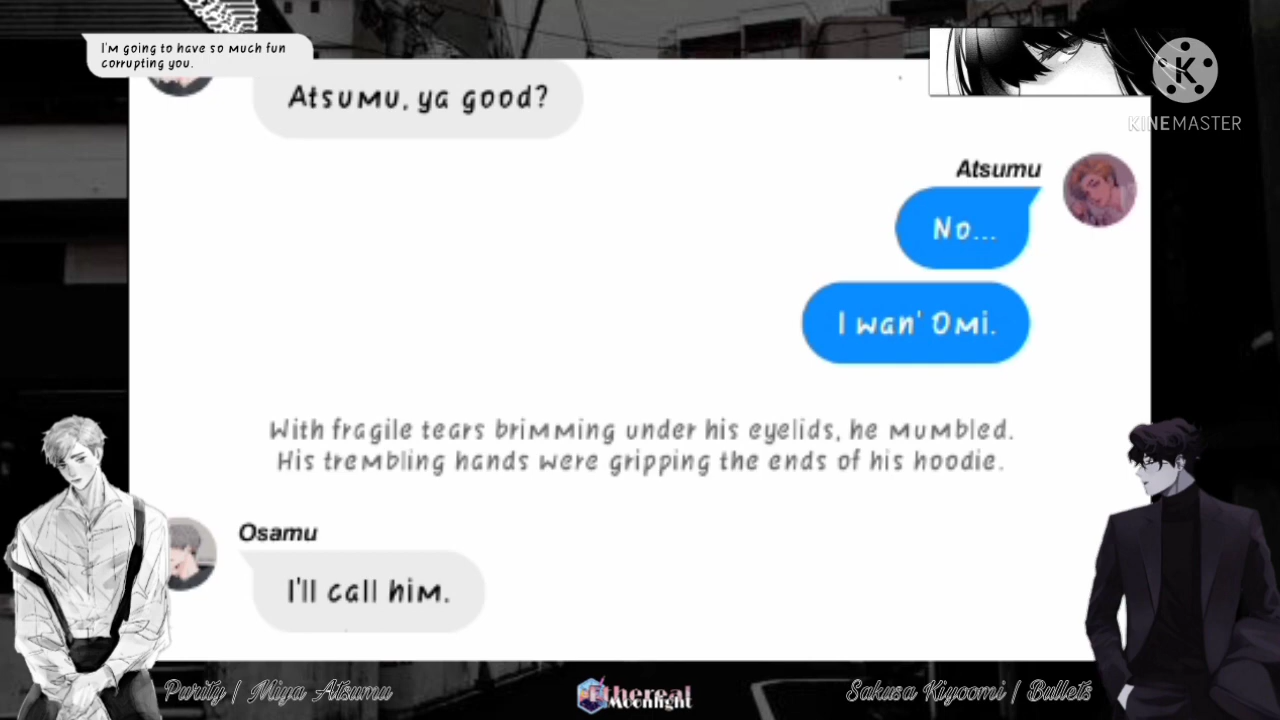 I'm going to have so much fun
corrupting you.
Atsumu, ya good?
KINEMASTER
Atsumu
No...
I wan' Omi.
With fragile tears brimming under his eyelids, he mumbled.
His trembling hands were gripping the ends of his hoodie.
Osamu
I'll call him.
Purity | Miya Atsumu
Ethereal
Moonlight
Sakusa Kiyoomi | Bullets